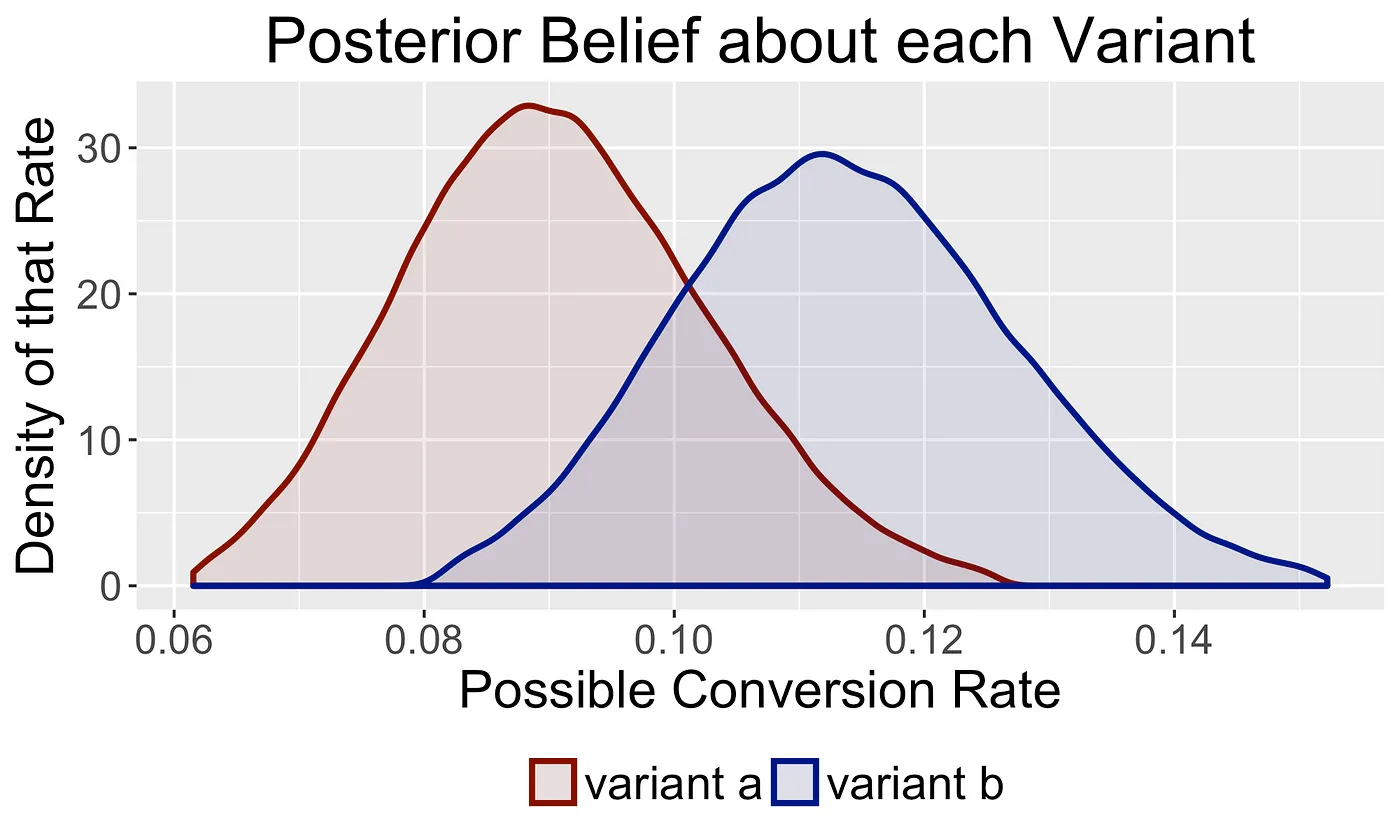 Posterior Belief about each Variant
Density of that Rate
30
20
10
0
0.06 0.08 0.10 0.12 0.14
Possible Conversion Rate
variant a variant b